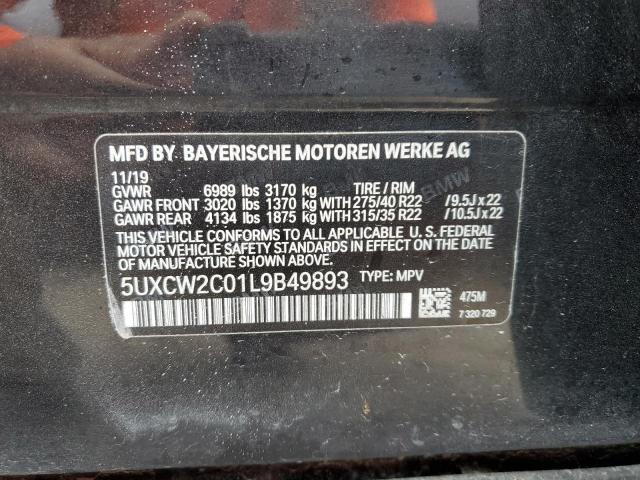 MFD BY BAYERISCHE MOTOREN WERKE AG
11/19
GVWR 6989 lbs 3170 kg TIRE / RIM
GAWR FRONT 3020 lbs 1370 kg WITH 275/40 R22 / 9.5J x 22
GAWR REAR 4134 lbs 1875 kg WITH 315/35 R22 / 10.5J x 22
THIS VEHICLE CONFORMS TO ALL APPLICABLE U. S. FEDERAL
MOTOR VEHICLE SAFETY STANDARDS IN EFFECT ON THE DATE
OF MANUFACTURE SHOWN ABOVE.
5UXCW2C01L9B49893 TYPE: MPV
475M
7 320 729
BMW